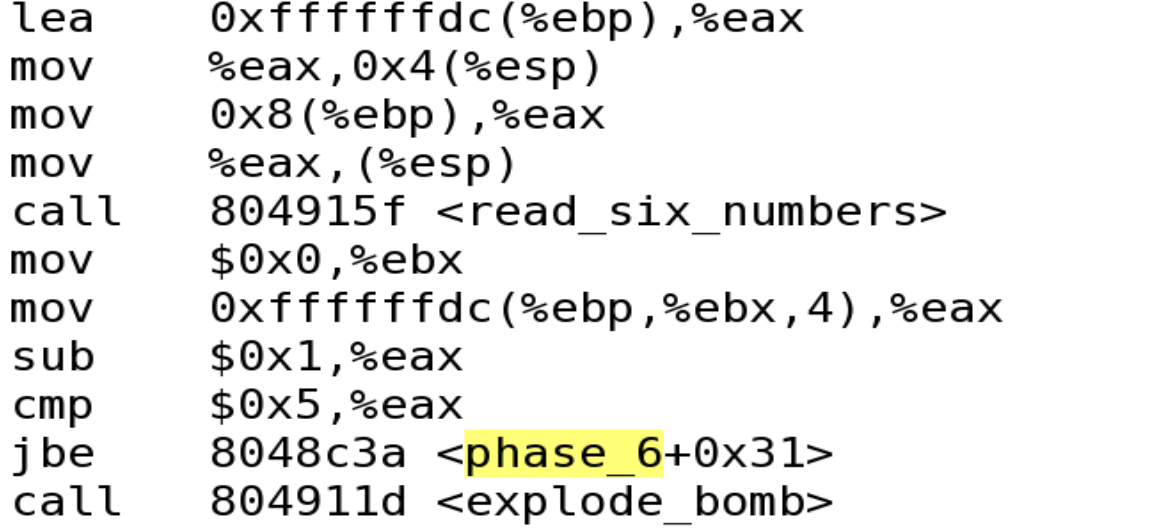 lea 0xffffffdc(%ebp),%eax
mov %eax,0x4(%esp)
mov 0x8(%ebp),%eax
mov %eax,(%esp)
call 804915f <read_six_numbers>
mov $0x0,%ebx
mov 0xffffffdc(%ebp,%ebx,4),%eax
sub $0x1,%eax
cmp $0x5,%eax
jbe 8048c3a <phase_6+0x31>
call 804911d <explode_bomb>